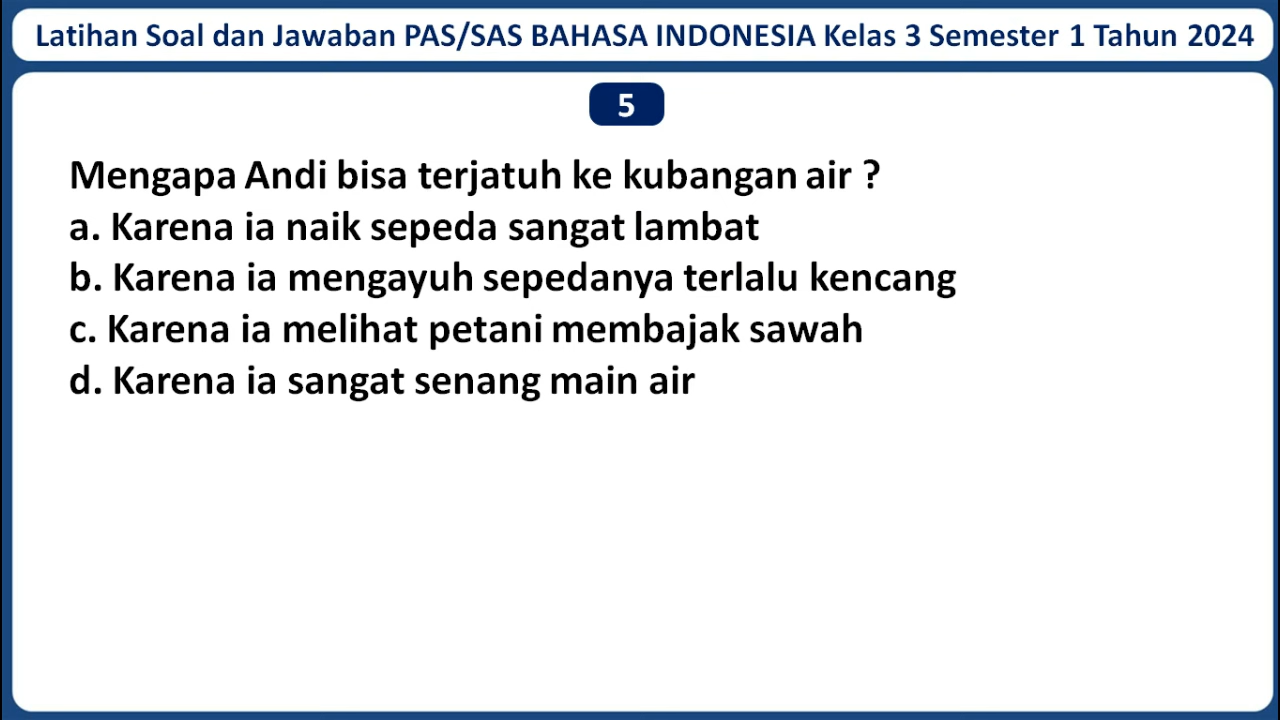 Latihan Soal dan Jawaban PAS/SAS BAHASA INDONESIA Kelas 3 Semester 1 Tahun 2024
5
Mengapa Andi bisa terjatuh ke kubangan air ?
a. Karena ia naik sepeda sangat lambat
b. Karena ia mengayuh sepedanya terlalu kencang
c. Karena ia melihat petani membajak sawah
d. Karena ia sangat senang main air